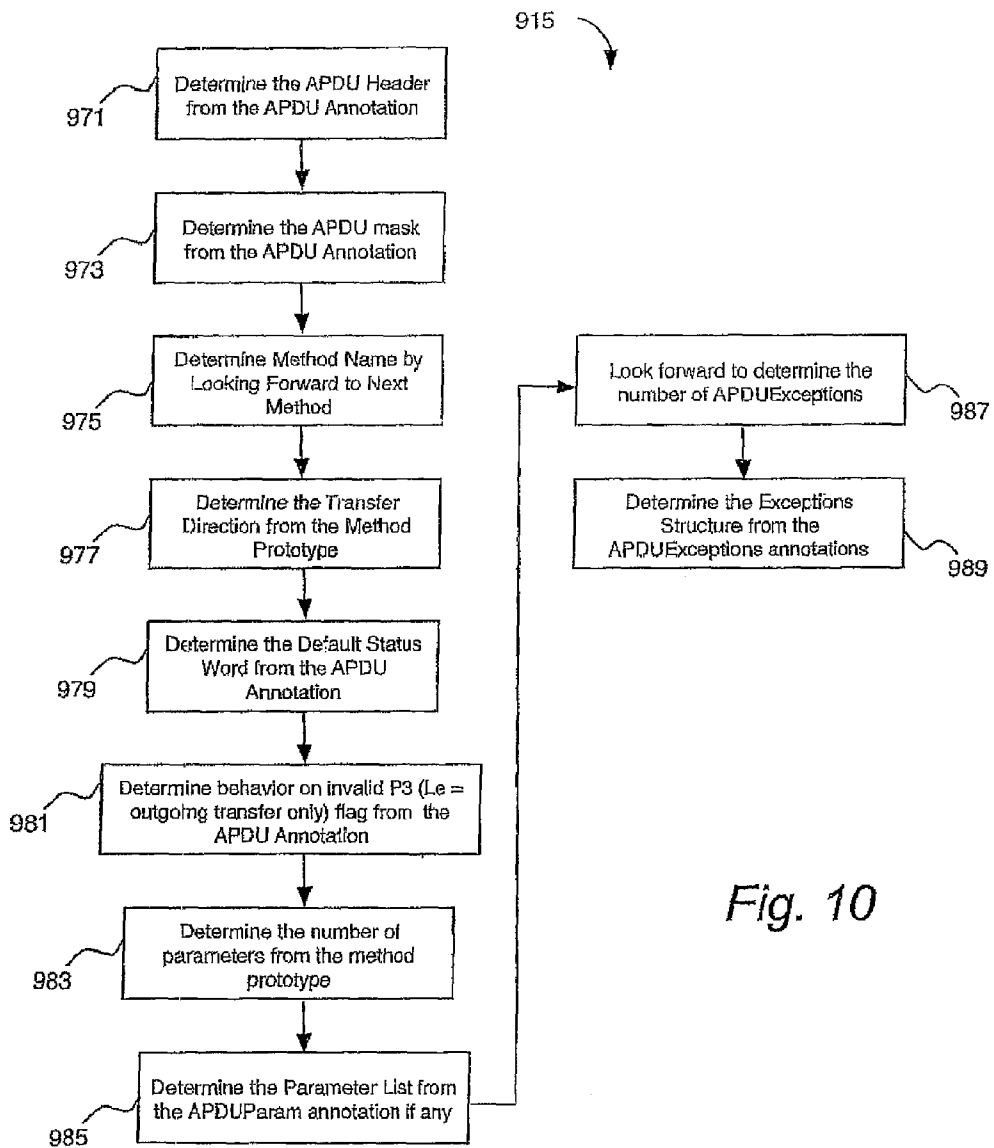 915
Determine the APDU Header
from the APDU Annotation
971
Determine the APDU mask
from the APDU Annotation
973
Determine Method Name by
Looking Forward to Next
Method
975
Determine the Transfer
Direction from the Method
Prototype
977
Determine the Default Status
Word from the APDU
Annotation
979
Determine behavior on invalid P3 (Le =
outgoing transfer only) flag from the
APDU Annotation
981
Determine the number of
parameters from the method
prototype
983
Determine the Parameter List from
the APDUParam annotation if any
985
Look forward to determine the
number of APDUExceptions
987
Determine the Exceptions
Structure from the
APDUExceptions annotations
989
Fig. 10